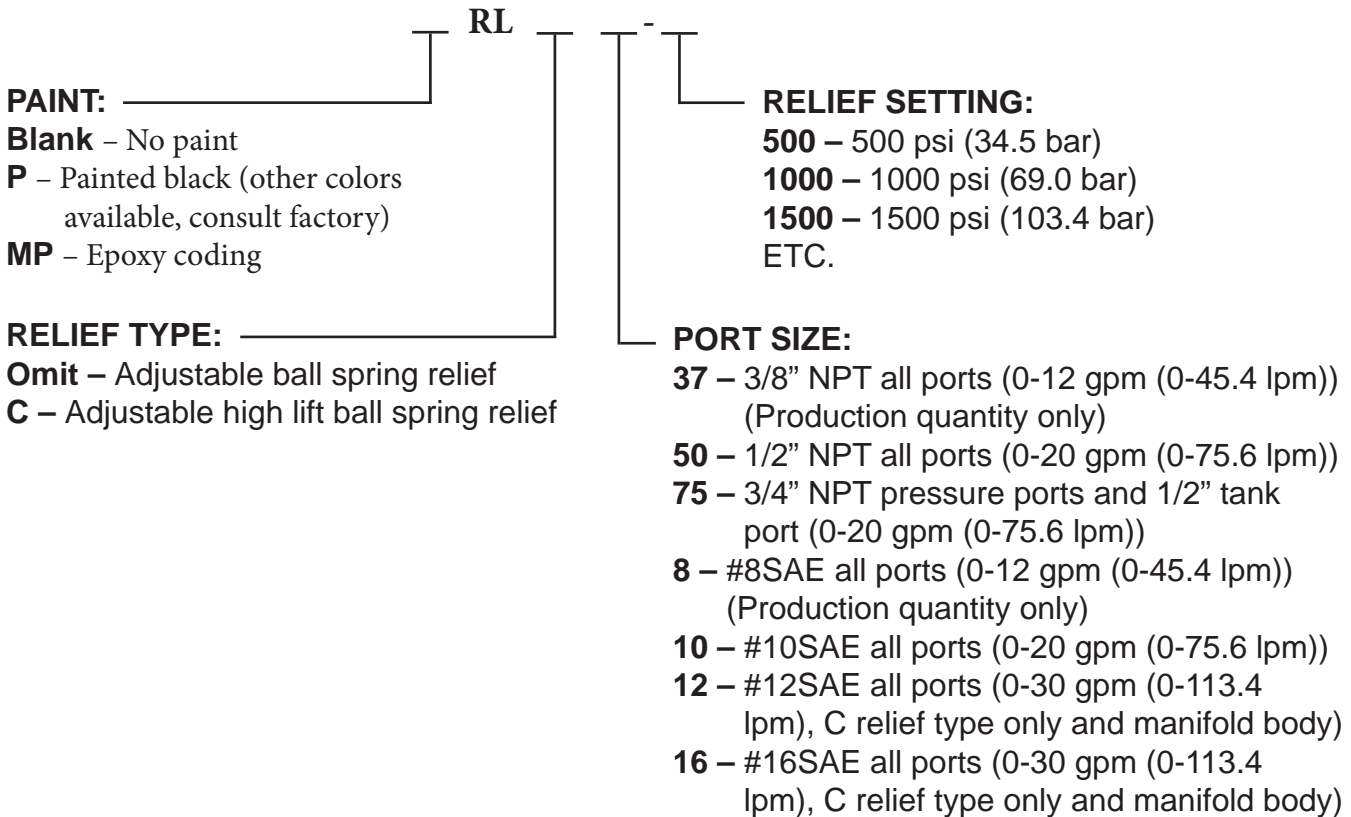 RL -
PAINT:
Blank – No paint
P – Painted black (other colors
available, consult factory)
MP – Epoxy coding
RELIEF TYPE:
Omit – Adjustable ball spring relief
C – Adjustable high lift ball spring relief
RELIEF SETTING:
500 – 500 psi (34.5 bar)
1000 – 1000 psi (69.0 bar)
1500 – 1500 psi (103.4 bar)
ETC.
PORT SIZE:
37 – 3/8” NPT all ports (0-12 gpm (0-45.4 lpm))
(Production quantity only)
50 – 1/2” NPT all ports (0-20 gpm (0-75.6 lpm))
75 – 3/4” NPT pressure ports and 1/2” tank
port (0-20 gpm (0-75.6 lpm))
8 – #8SAE all ports (0-12 gpm (0-45.4 lpm))
(Production quantity only)
10 – #10SAE all ports (0-20 gpm (0-75.6 lpm))
12 – #12SAE all ports (0-30 gpm (0-113.4
lpm), C relief type only and manifold body)
16 – #16SAE all ports (0-30 gpm (0-113.4
lpm), C relief type only and manifold body)